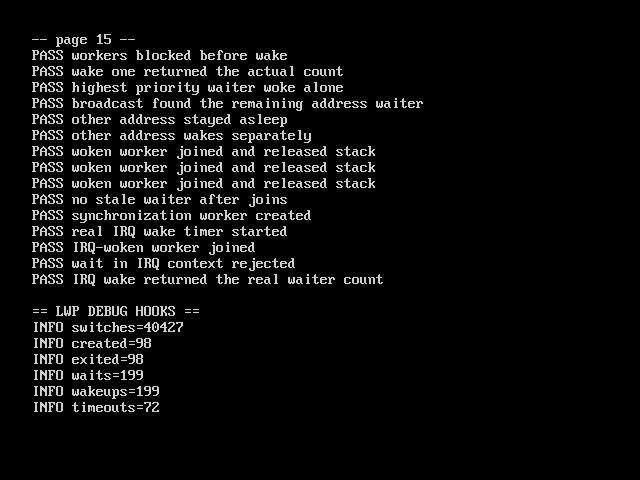 -- page 15 --
PASS workers blocked before wake
PASS wake one returned the actual count
PASS highest priority waiter woke alone
PASS broadcast found the remaining address waiter
PASS other address stayed asleep
PASS other address wakes separately
PASS woken worker joined and released stack
PASS woken worker joined and released stack
PASS woken worker joined and released stack
PASS no stale waiter after joins
PASS synchronization worker created
PASS real IRQ wake timer started
PASS IRQ-woken worker joined
PASS wait in IRQ context rejected
PASS IRQ wake returned the real waiter count
== LWP DEBUG HOOKS ==
INFO switches=40427
INFO created=98
INFO exited=98
INFO waits=199
INFO wakeups=199
INFO timeouts=72